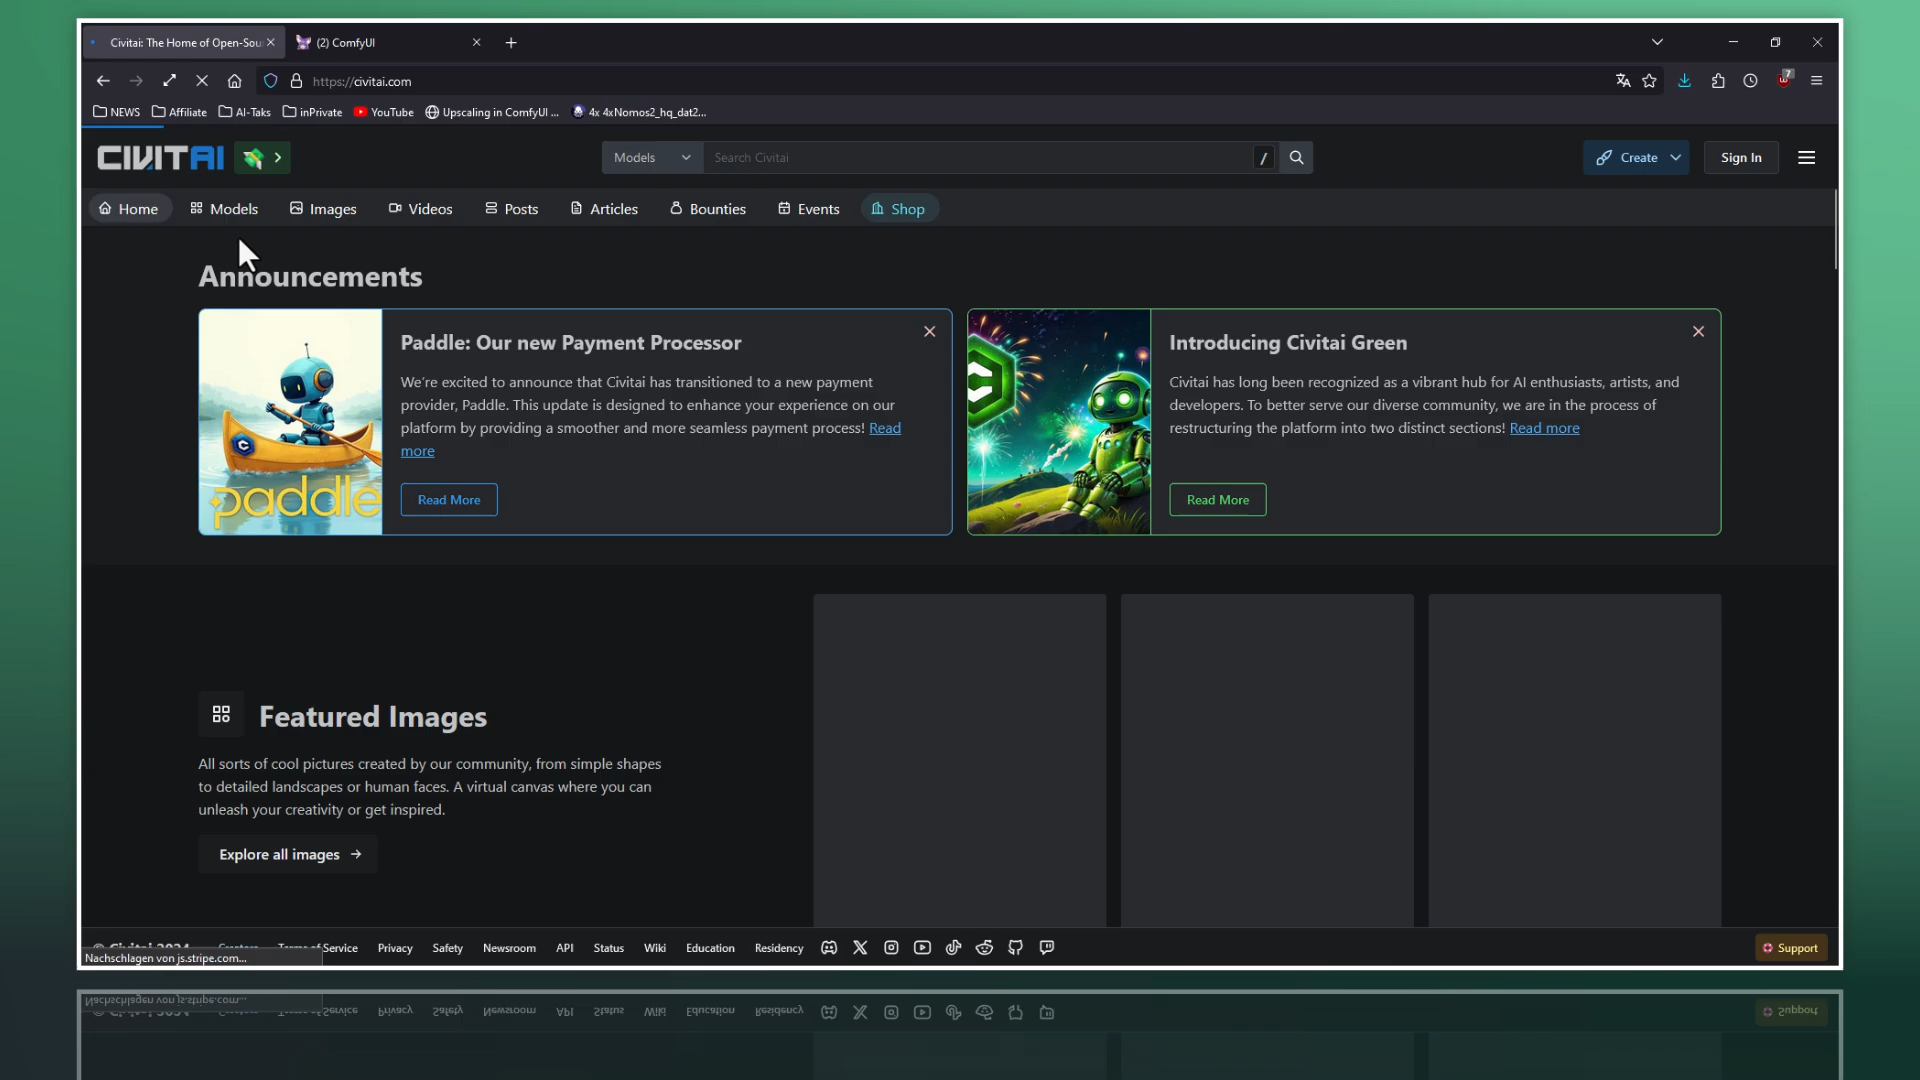 Civitai: The Home of Open-Sou
(2) ComfyUI
https://civitai.com
7
NEWS
Affiliate
AI-Taks
inPrivate
YouTube
Upscaling in ComfyUI ...
4x 4xNomos2_hq_dat2...
CIVITAI
Models
Search Civitai
/
Create
Sign In
Home
Models
Images
Videos
Posts
Articles
Bounties
Events
Shop
Announcements
Paddle: Our new Payment Processor
We're excited to announce that Civitai has transitioned to a new payment
provider, Paddle. This update is designed to enhance your experience on our
platform by providing a smoother and more seamless payment process! Read
more
Read More
paddle
Introducing Civitai Green
Civitai has long been recognized as a vibrant hub for AI enthusiasts, artists, and
developers. To better serve our diverse community, we are in the process of
restructuring the platform into two distinct sections! Read more
Read More
Featured Images
All sorts of cool pictures created by our community, from simple shapes
to detailed landscapes or human faces. A virtual canvas where you can
unleash your creativity or get inspired.
Explore all images
© Civitai 2024
Creators
Terms of Service
Privacy
Safety
Newsroom
API
Status
Wiki
Education
Residency
Support
Nachschlagen von js.stripe.com...